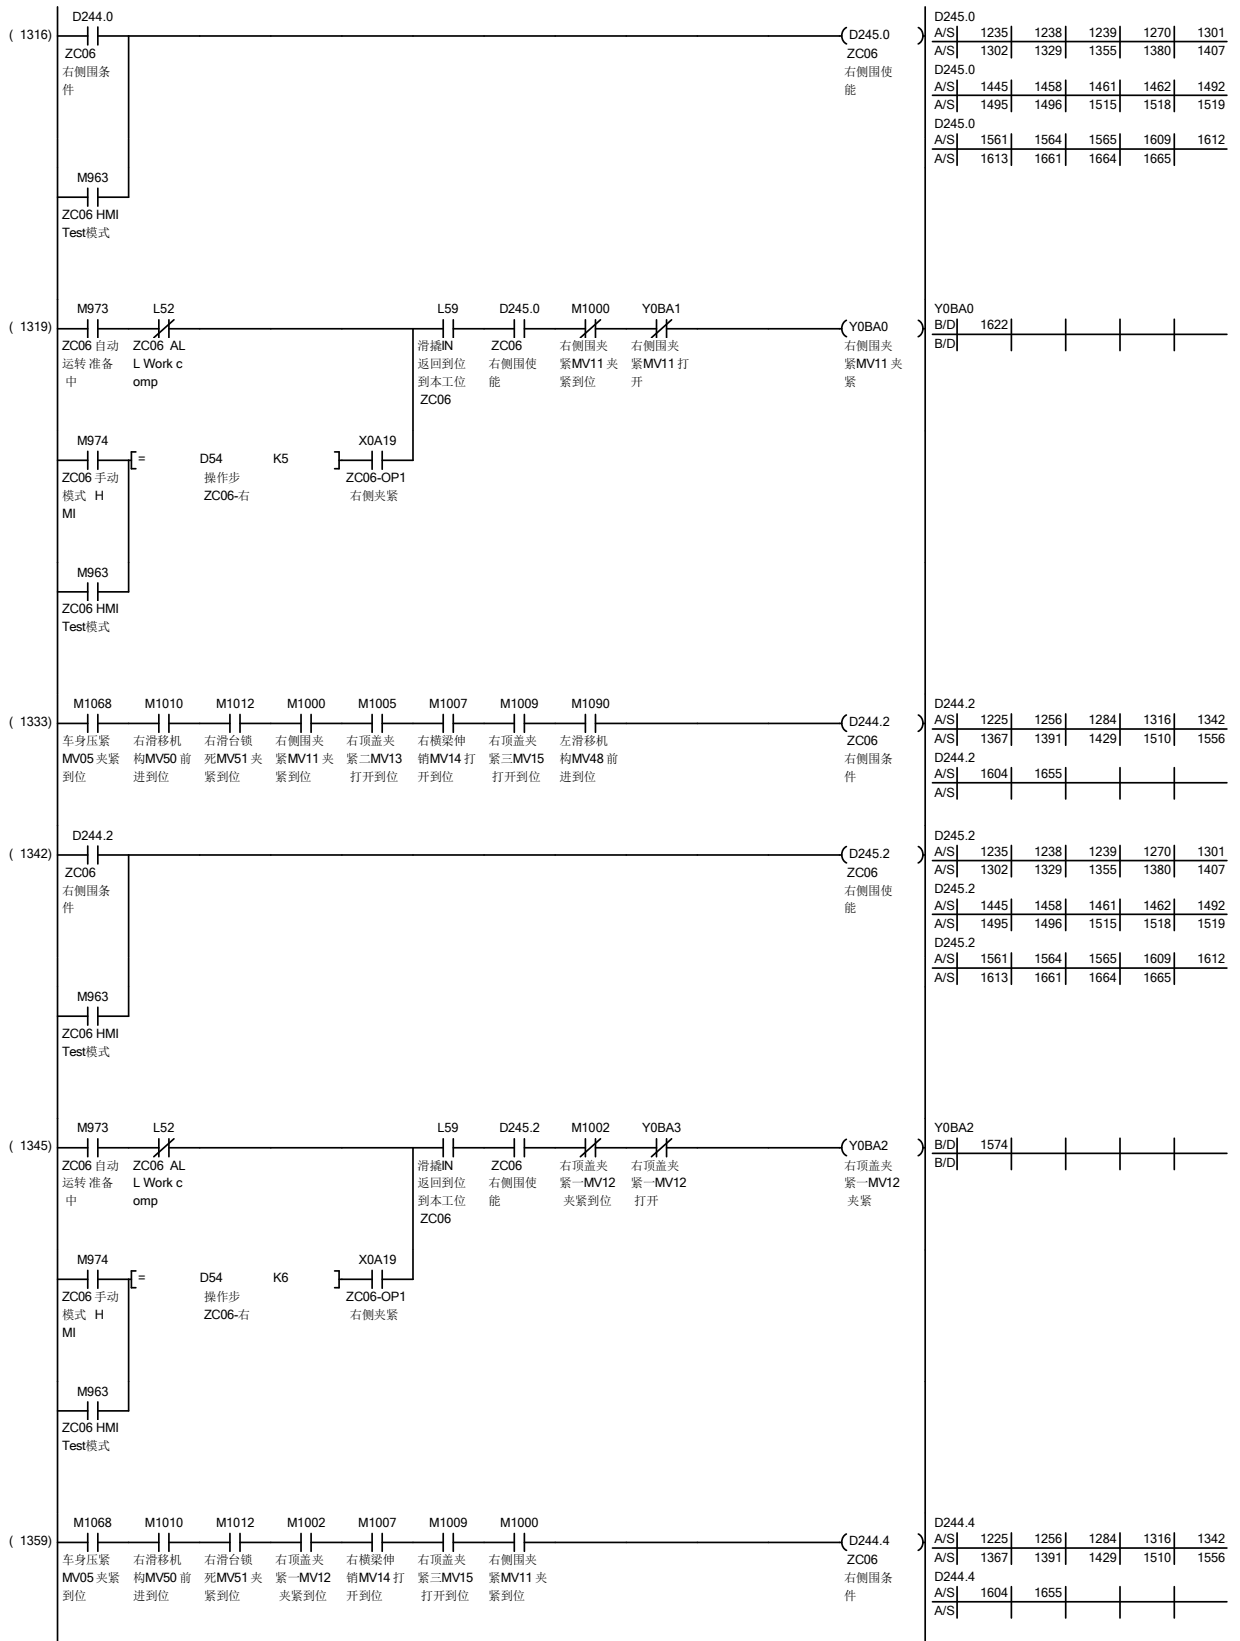 D244.0
( 1316)
D245.0
ZC06
右侧围条
件
ZC06
右侧围使
能
D245.0
A/S 1235 1238 1239 1270 1301
A/S 1302 1329 1355 1380 1407
D245.0
A/S 1445 1458 1461 1462 1492
A/S 1495 1496 1515 1518 1519
D245.0
A/S 1561 1564 1565 1609 1612
A/S 1613 1661 1664 1665
M963
ZC06 HMI
Test模式
M973 L52 L59 D245.0 M1000 Y0BA1
( 1319)
Y0BA0
ZC06 自动 ZC06 AL 滑撬IN ZC06 右侧围夹 右侧围夹 右侧围夹
运转 准备 L Work c 返回到位 右侧围使 紧MV11 夹 紧MV11 打 紧MV11 夹
中 omp 到本工位 能 紧到位 开 紧
ZC06
Y0BA0
B/D 1622
B/D
M974 X0A19
= D54 K5
ZC06 手动 操作步 ZC06-OP1
模式 H ZC06-右 右侧夹紧
MI
M963
ZC06 HMI
Test模式
M1068 M1010 M1012 M1000 M1005 M1007 M1009 M1090
( 1333)
D244.2
车身压紧 右滑移机 右滑台锁 右侧围夹 右顶盖夹 右横梁伸 右顶盖夹 左滑移机 ZC06
MV05 夹紧 构MV50 前 死MV51 夹 紧MV11 夹 紧二MV13 销MV14 打 紧三MV15 构MV48 前 右侧围条
到位 进到位 紧到位 紧到位 打开到位 开到位 打开到位 进到位 件
D244.2
A/S 1225 1256 1284 1316 1342
A/S 1367 1391 1429 1510 1556
D244.2
A/S 1604 1655
A/S
D244.2
( 1342)
D245.2
ZC06
右侧围条
件
ZC06
右侧围使
能
D245.2
A/S 1235 1238 1239 1270 1301
A/S 1302 1329 1355 1380 1407
D245.2
A/S 1445 1458 1461 1462 1492
A/S 1495 1496 1515 1518 1519
D245.2
A/S 1561 1564 1565 1609 1612
A/S 1613 1661 1664 1665
M963
ZC06 HMI
Test模式
M973 L52 L59 D245.2 M1002 Y0BA3
( 1345)
Y0BA2
ZC06 自动 ZC06 AL 滑撬IN ZC06 右顶盖夹 右顶盖夹 右顶盖夹
运转 准备 L Work c 返回到位 右侧围使 紧一MV12 紧一MV12 紧一MV12
中 omp 到本工位 能 夹紧到位 打开 夹紧
ZC06
Y0BA2
B/D 1574
B/D
M974 X0A19
= D54 K6
ZC06 手动 操作步 ZC06-OP1
模式 H ZC06-右 右侧夹紧
MI
M963
ZC06 HMI
Test模式
M1068 M1010 M1012 M1002 M1007 M1009 M1000
( 1359)
D244.4
车身压紧 右滑移机 右滑台锁 右顶盖夹 右横梁伸 右顶盖夹 右侧围夹 ZC06
MV05 夹紧 构MV50 前 死MV51 夹 紧一MV12 销MV14 打 紧三MV15 紧MV11 夹 右侧围条
到位 进到位 紧到位 夹紧到位 开到位 打开到位 紧到位 件
D244.4
A/S 1225 1256 1284 1316 1342
A/S 1367 1391 1429 1510 1556
D244.4
A/S 1604 1655
A/S